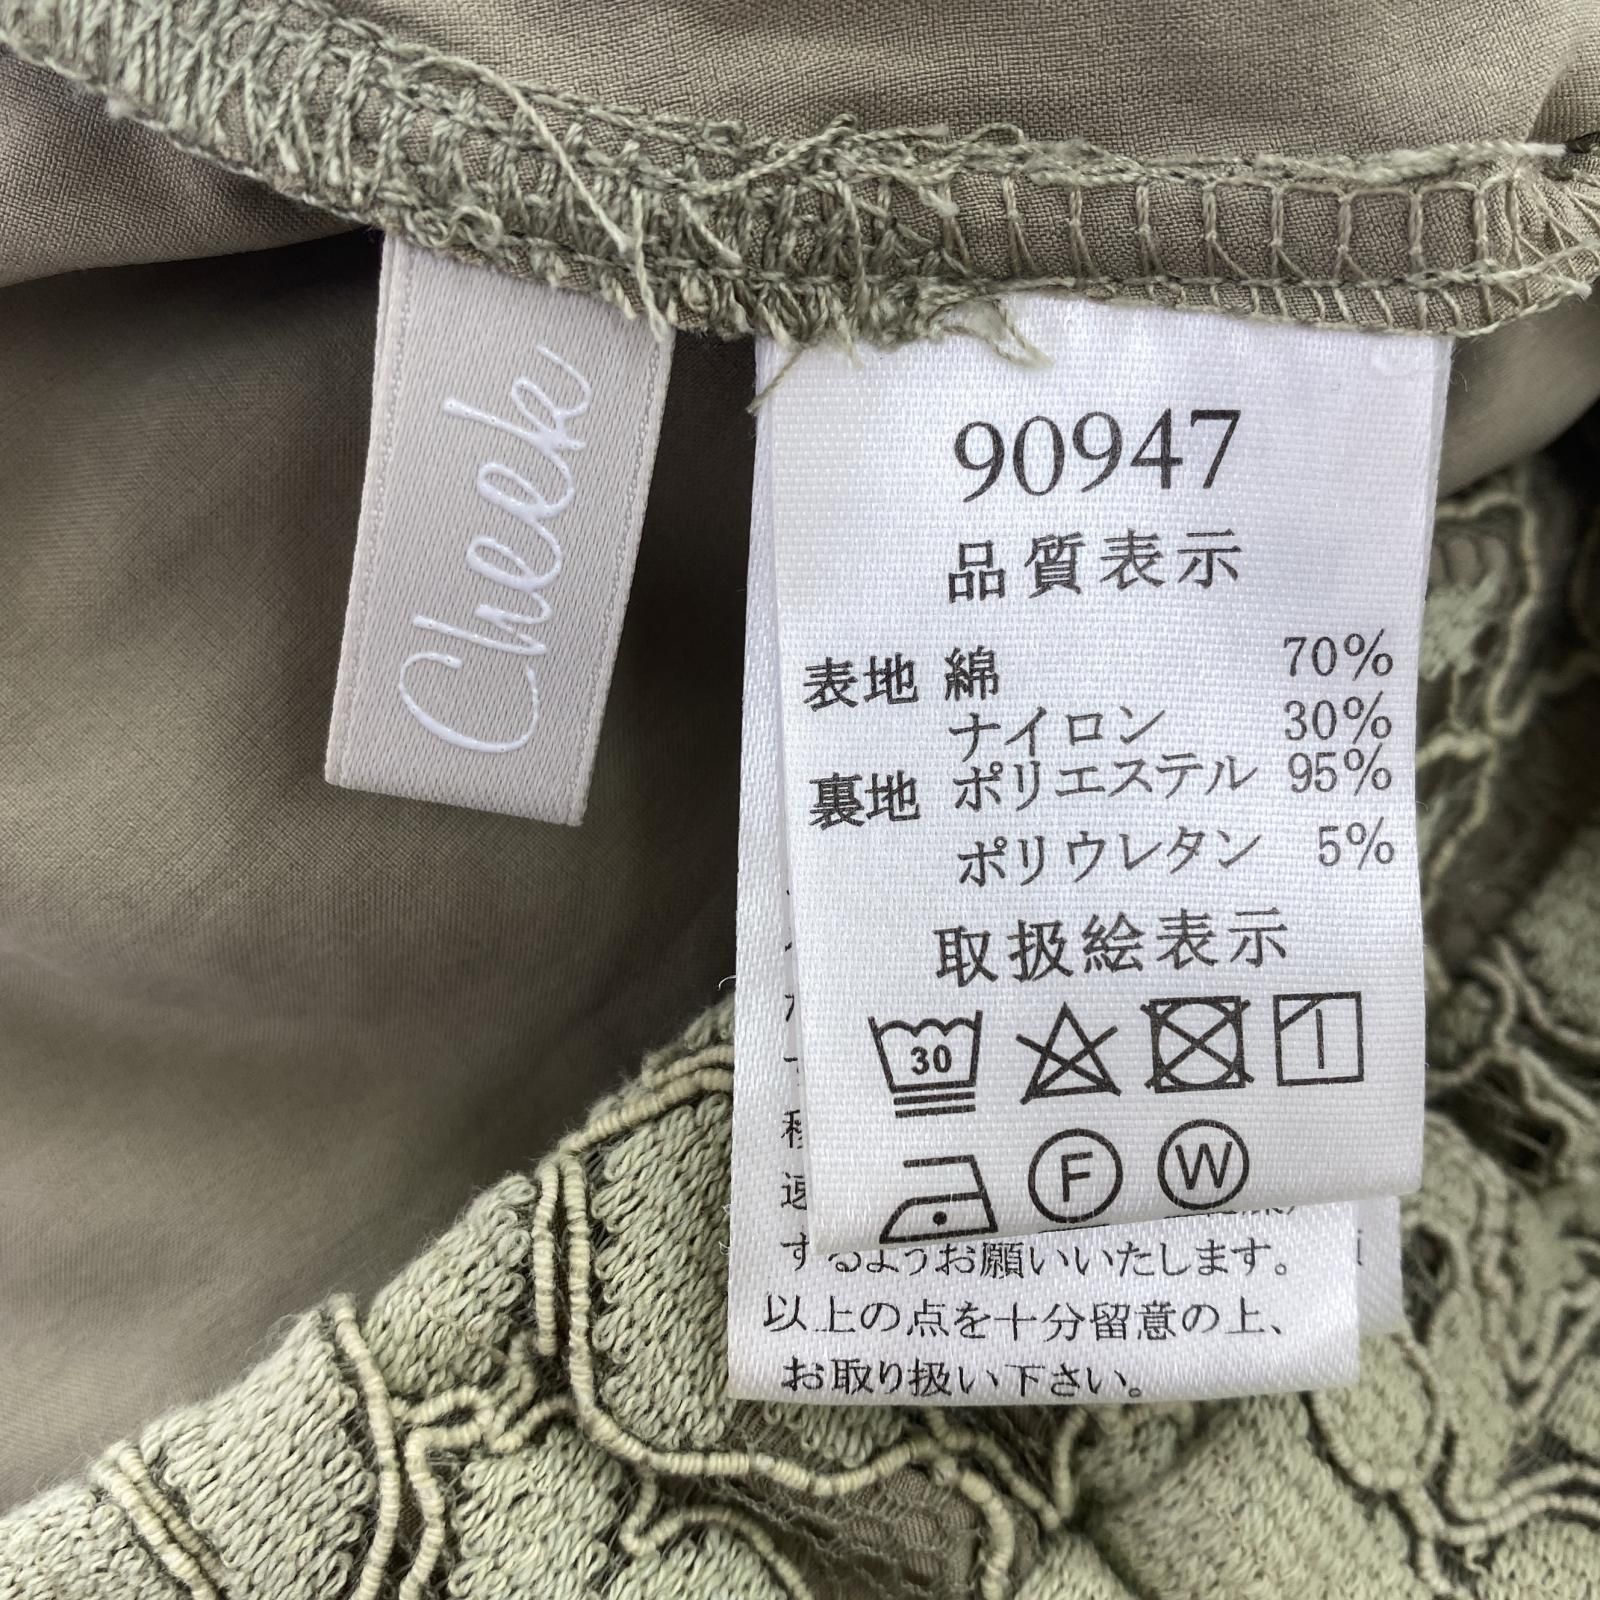 Cheek
90947
品質表示
表地 綿 70%
ナイロン 30%
裏地 ポリエステル 95%
ポリウレタン 5%
取扱絵表示
30
F W
するようお願いいたします。
以上の点を十分留意の上、
お取り扱い下さい。